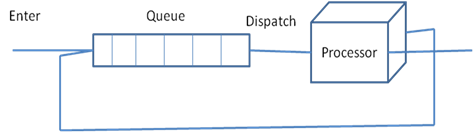 Enter
Queue
Dispatch
Processor